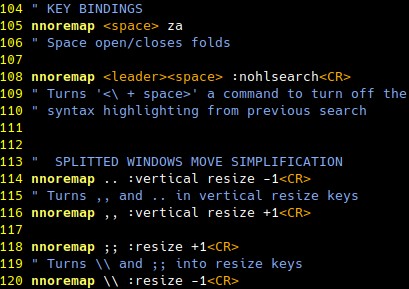 104 " KEY BINDINGS
105 nnoremap <space> za
106 " Space open/closes folds
107
108 nnoremap <leader><space> :nohlsearch<CR>
109 " Turns '<\ + space>' a command to turn off the
110 " syntax highlighting from previous search
111
112
113 "  SPLITTED WINDOWS MOVE SIMPLIFICATION
114 nnoremap .. :vertical resize -1<CR>
115 " Turns ,, and .. in vertical resize keys
116 nnoremap ,, :vertical resize +1<CR>
117
118 nnoremap ;; :resize +1<CR>
119 " Turns \\ and ;; into resize keys
120 nnoremap \\ :resize -1<CR>